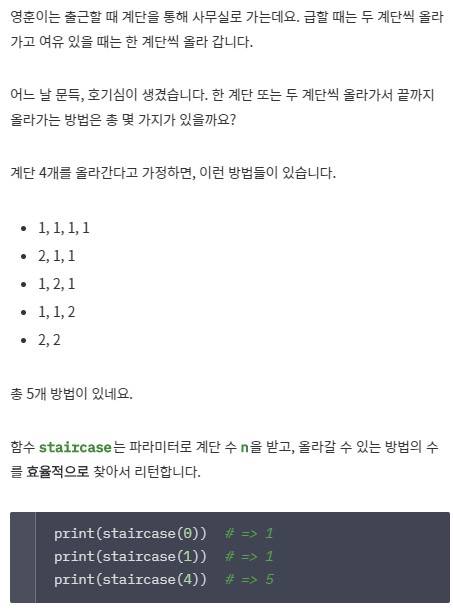 영훈이는 출근할 때 계단을 통해 사무실로 가는데요. 급할 때는 두 계단씩 올라
가고 여유 있을 때는 한 계단씩 올라 갑니다.
어느 날 문득, 호기심이 생겼습니다. 한 계단 또는 두 계단씩 올라가서 끝까지
올라가는 방법은 총 몇 가지가 있을까요?
계단 4개를 올라간다고 가정하면, 이런 방법들이 있습니다.
• 1, 1, 1, 1
• 2, 1, 1
• 1, 2, 1
• 1, 1, 2
• 2, 2
총 5개 방법이 있네요.
함수 staircase는 파라미터로 계단 수 n을 받고, 올라갈 수 있는 방법의 수
를 효율적으로 찾아서 리턴합니다.
print(staircase(0))  # => 1
print(staircase(1))  # => 1
print(staircase(4))  # => 5